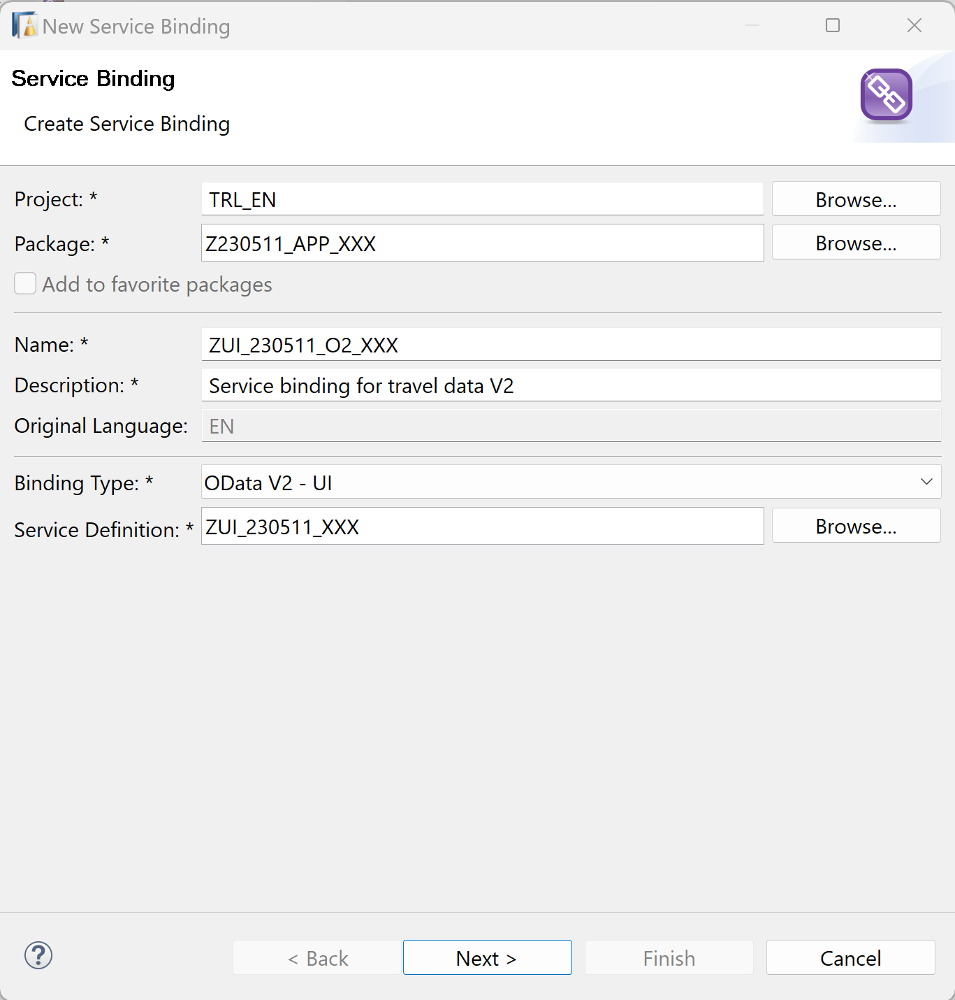 New Service Binding
Service Binding
Create Service Binding
Project: * TRL_EN Browse...
Package: * Z230511_APP_XXX Browse...
Add to favorite packages
Name: * ZUI_230511_O2_XXX
Description: * Service binding for travel data V2
Original Language: EN
Binding Type: * OData V2 - UI
Service Definition: * ZUI_230511_XXX Browse...
? < Back Next > Finish Cancel